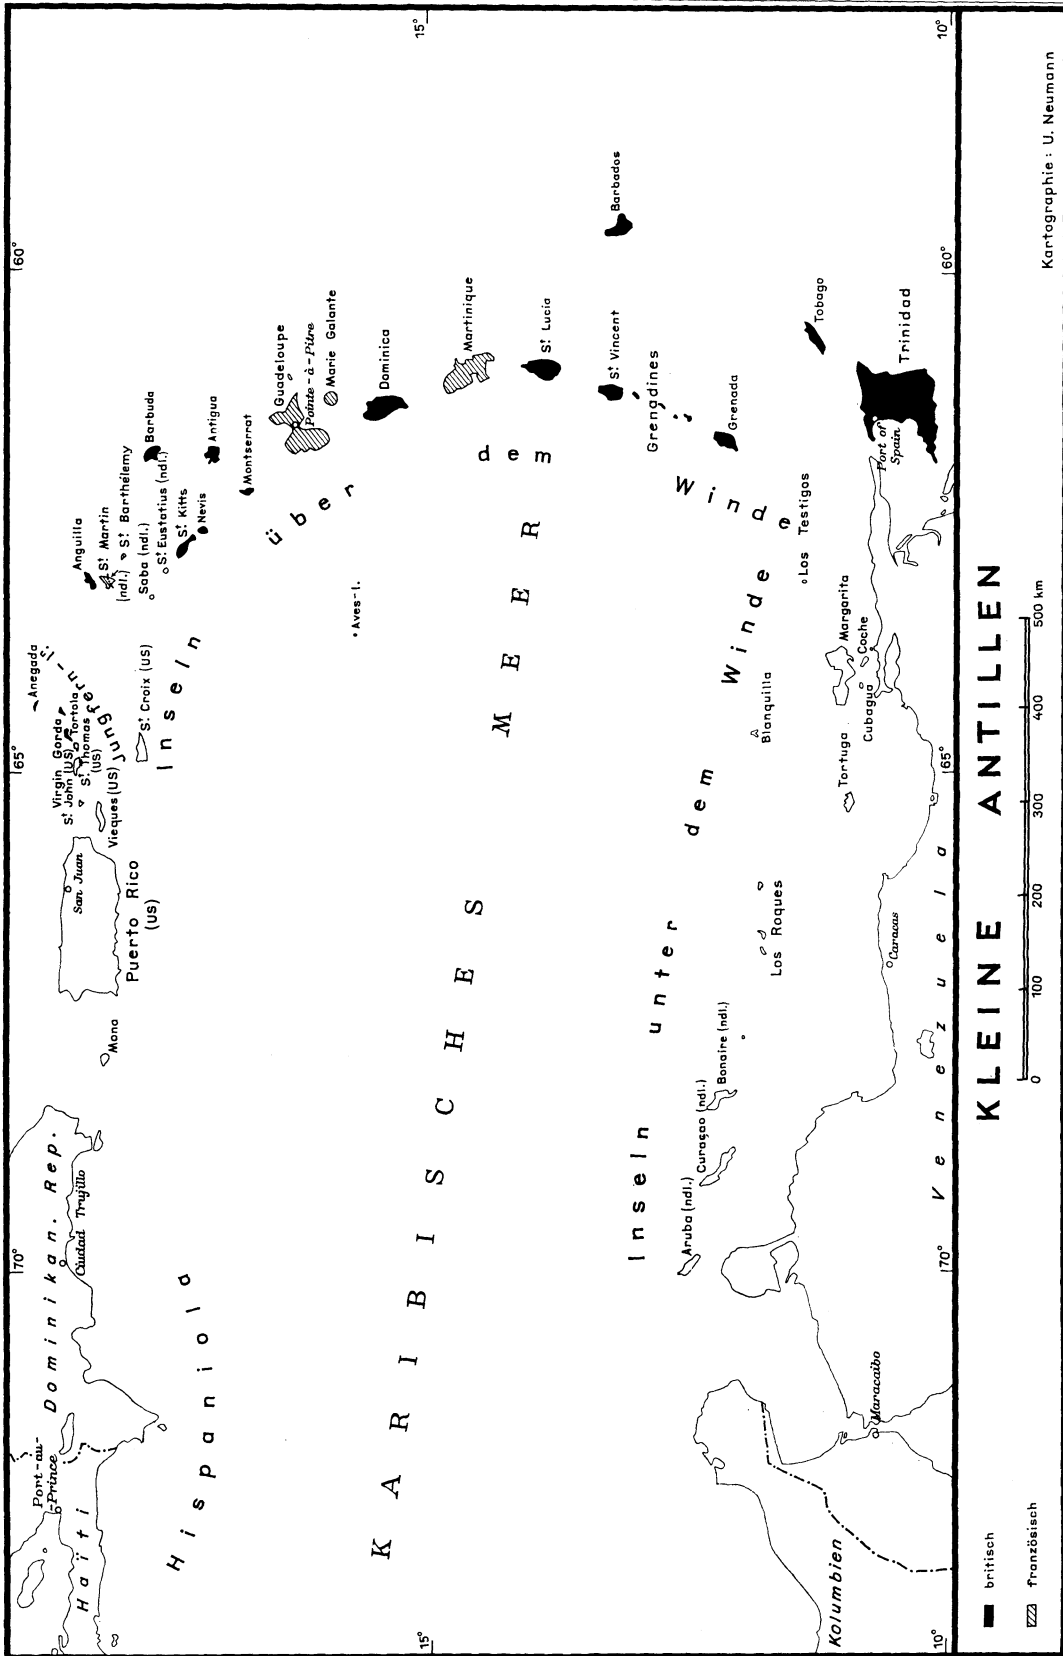 Port-au-
-Prince
Haïti
Dominikan. Rep.
Ciudad Trujillo
Hispaniola
Mona
San Juan
Puerto Rico
(US)
Vieques (US)
Virgin Gorda
St. John (US)
Tortola
St. Thomas
(US)
Anegada
Jungfern-I.
St. Croix (US)
Anguilla
St. Martin
(ndl.)
St. Barthélemy
Saba (ndl.)
St. Eustatius (ndl.)
Barbuda
St. Kitts
Nevis
Antigua
Montserrat
Guadeloupe
Pointe-à-Pitre
Marie Galante
Dominica
Martinique
St. Lucia
St. Vincent
Barbados
Grenadines
Grenada
Tobago
Trinidad
Port of
Spain
Inseln über dem Winde
Aves-I.
KARIBISCHES MEER
Inseln unter dem Winde
Aruba (ndl.)
Curaçao (ndl.)
Bonaire (ndl.)
Los Roques
Blanquilla
Los Testigos
Tortuga
Margarita
Cubagua
Coche
Caracas
Maracaibo
Venezuela
Kolumbien
70°
65°
60°
70°
65°
60°
15°
10°
15°
10°
britisch
französisch
KLEINE ANTILLEN
0 100 200 300 400 500 km
Kartographie: U. Neumann